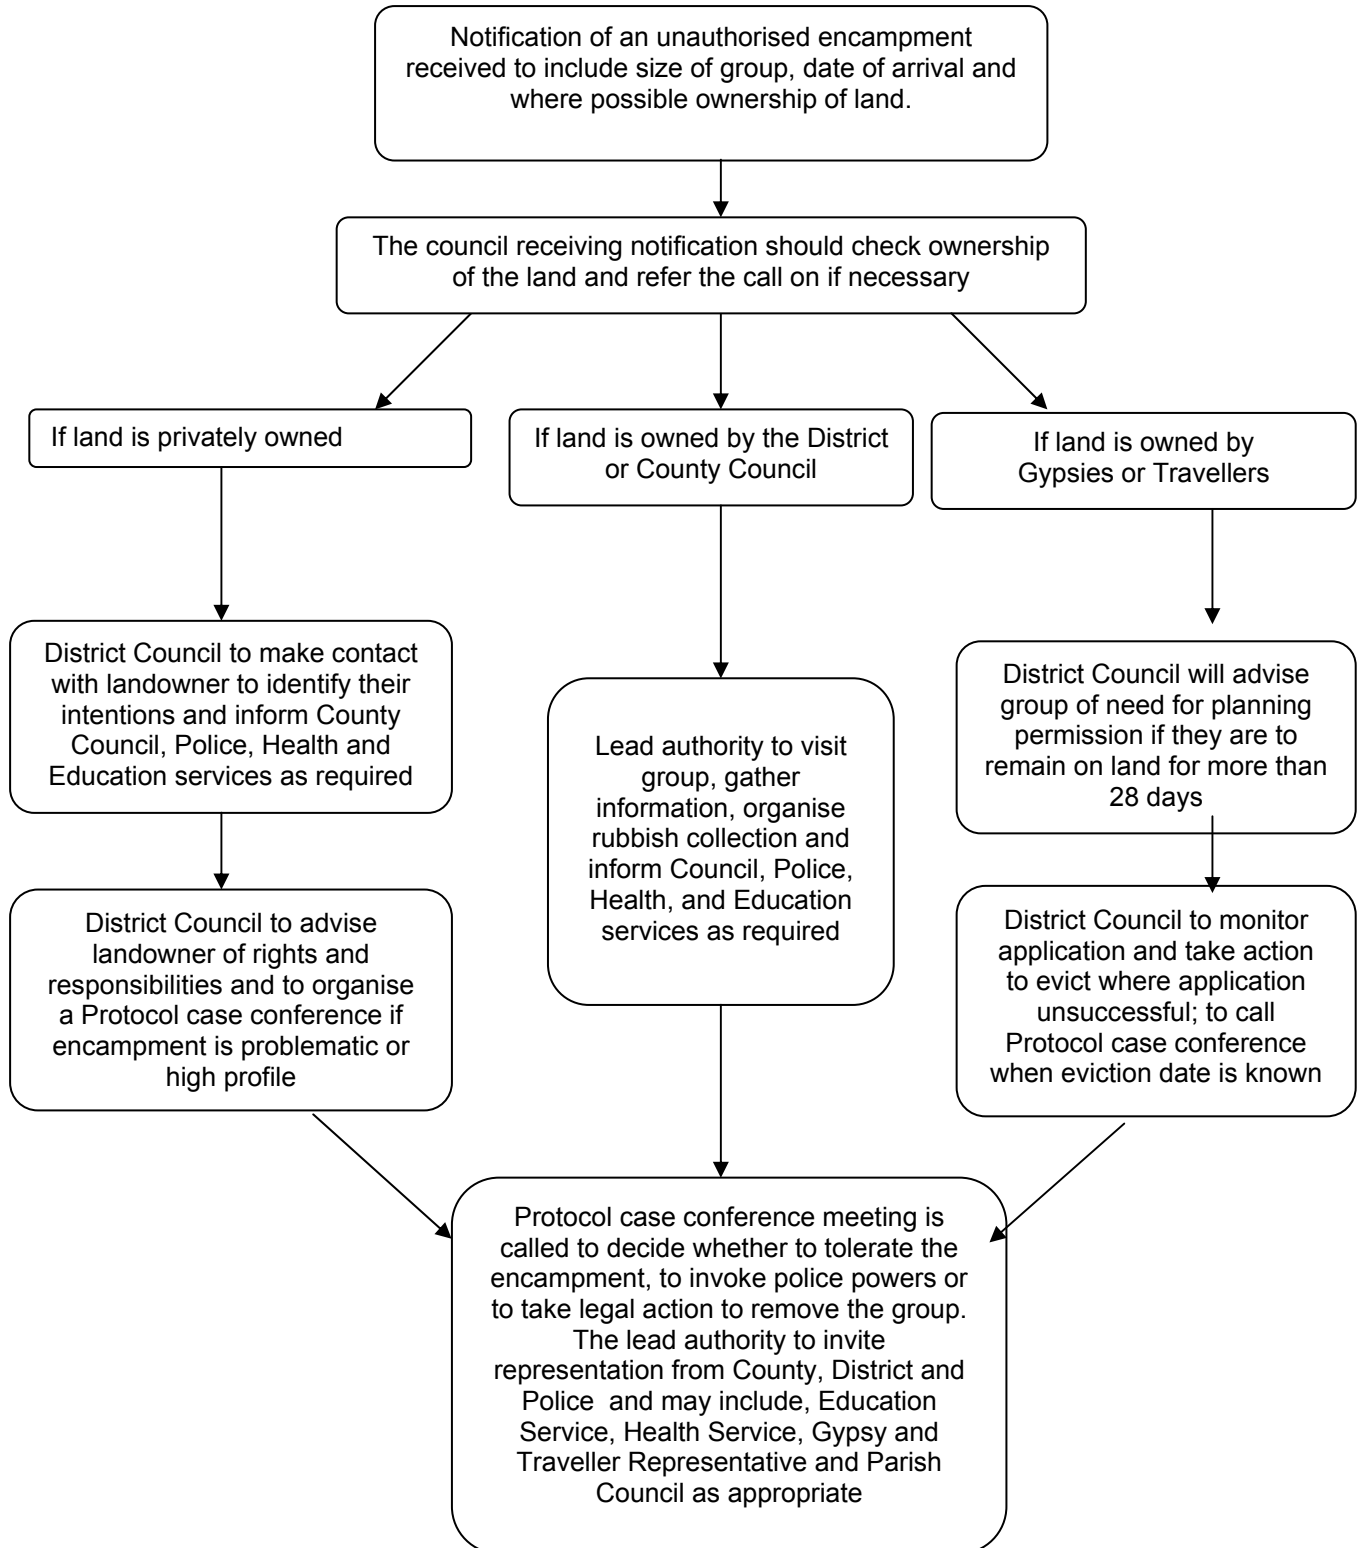 Notification of an unauthorised encampment
received to include size of group, date of arrival and
where possible ownership of land.
The council receiving notification should check ownership
of the land and refer the call on if necessary
If land is privately owned
If land is owned by the District
or County Council
If land is owned by
Gypsies or Travellers
District Council to make contact
with landowner to identify their
intentions and inform County
Council, Police, Health and
Education services as required
Lead authority to visit
group, gather
information, organise
rubbish collection and
inform Council, Police,
Health, and Education
services as required
District Council will advise
group of need for planning
permission if they are to
remain on land for more than
28 days
District Council to advise
landowner of rights and
responsibilities and to organise
a Protocol case conference if
encampment is problematic or
high profile
District Council to monitor
application and take action
to evict where application
unsuccessful; to call
Protocol case conference
when eviction date is known
Protocol case conference meeting is
called to decide whether to tolerate the
encampment, to invoke police powers or
to take legal action to remove the group.
The lead authority to invite
representation from County, District and
Police  and may include, Education
Service, Health Service, Gypsy and
Traveller Representative and Parish
Council as appropriate